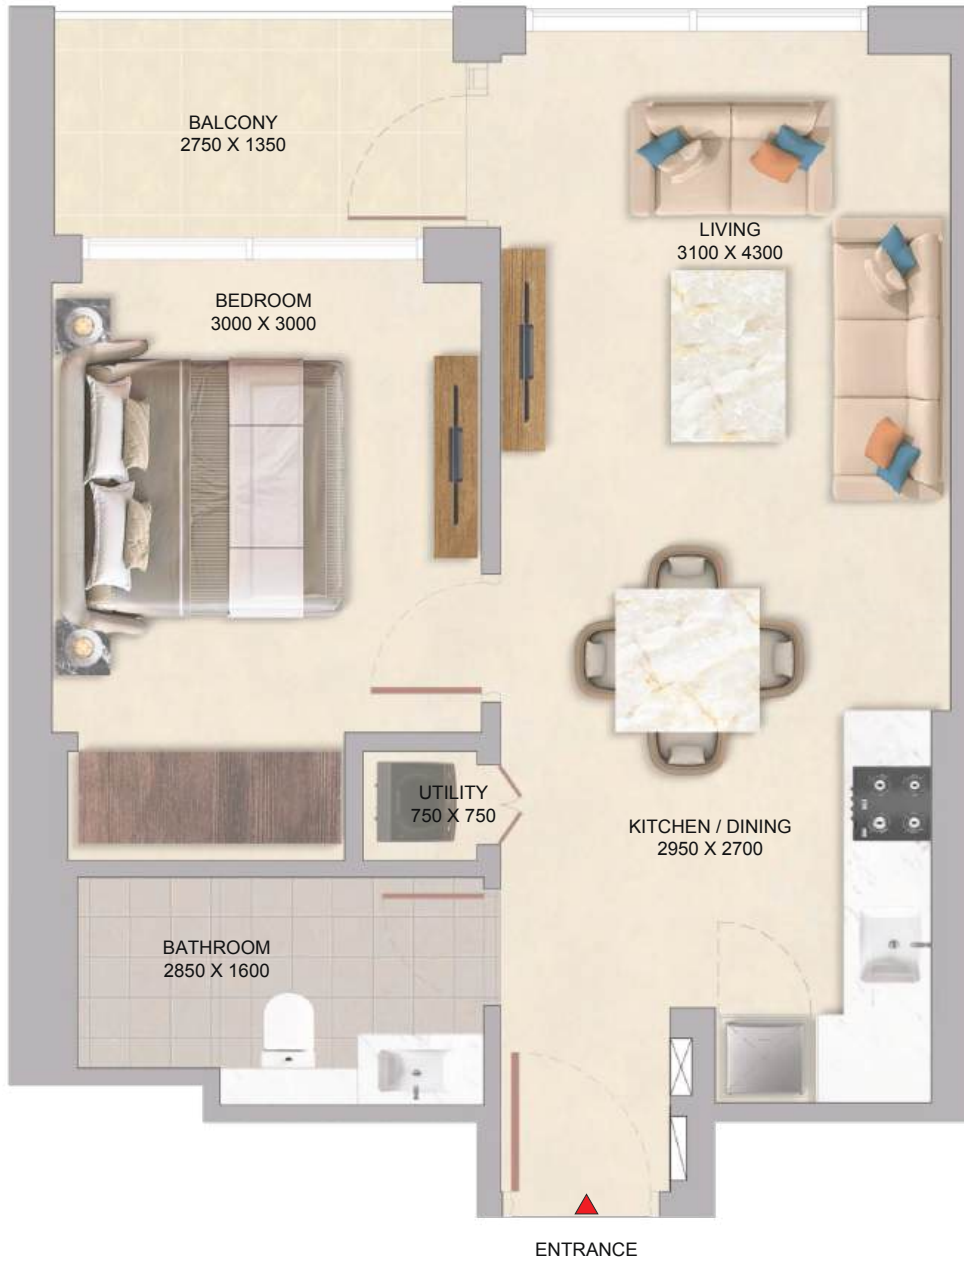 BALCONY
2750 X 1350
LIVING
3100 X 4300
BEDROOM
3000 X 3000
UTILITY
750 X 750
KITCHEN / DINING
2950 X 2700
BATHROOM
2850 X 1600
ENTRANCE